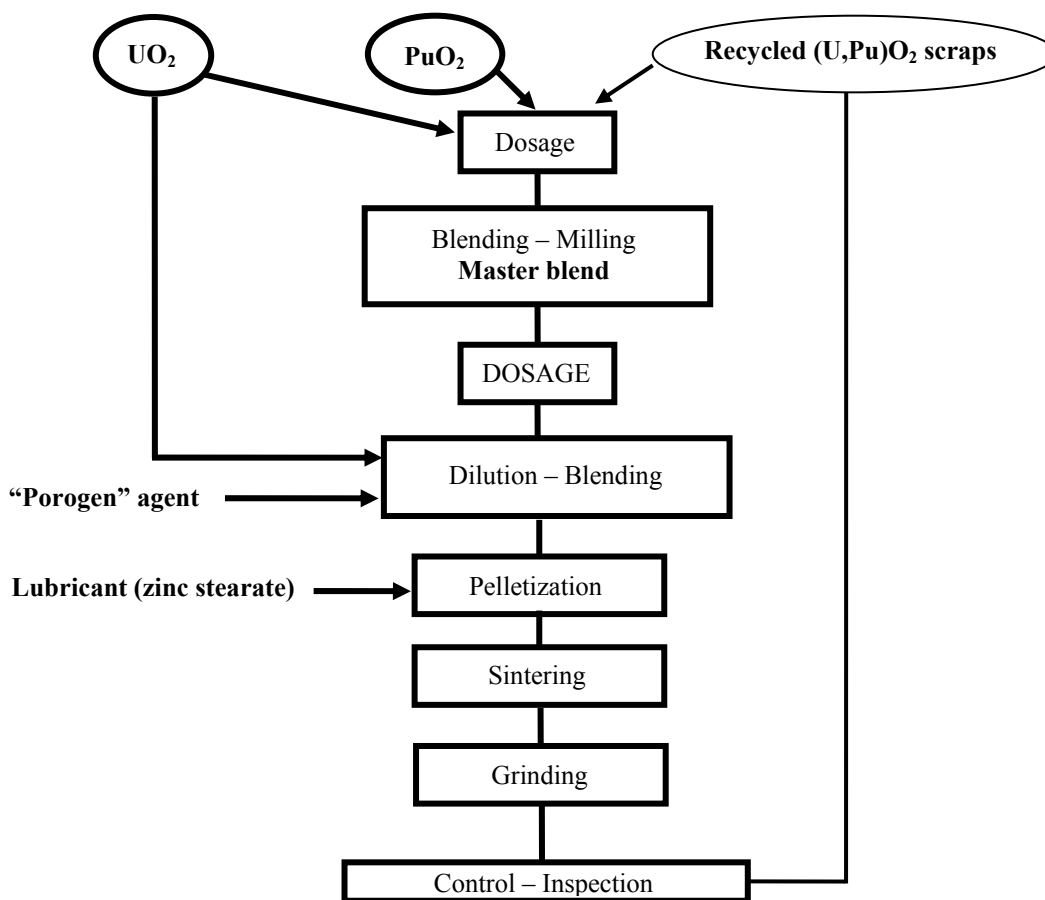 UO₂
PuO₂
Recycled (U,Pu)O₂ scraps
Dosage
Blending – Milling
Master blend
DOSAGE
Dilution – Blending
“Porogen” agent
Lubricant (zinc stearate)
Pelletization
Sintering
Grinding
Control – Inspection